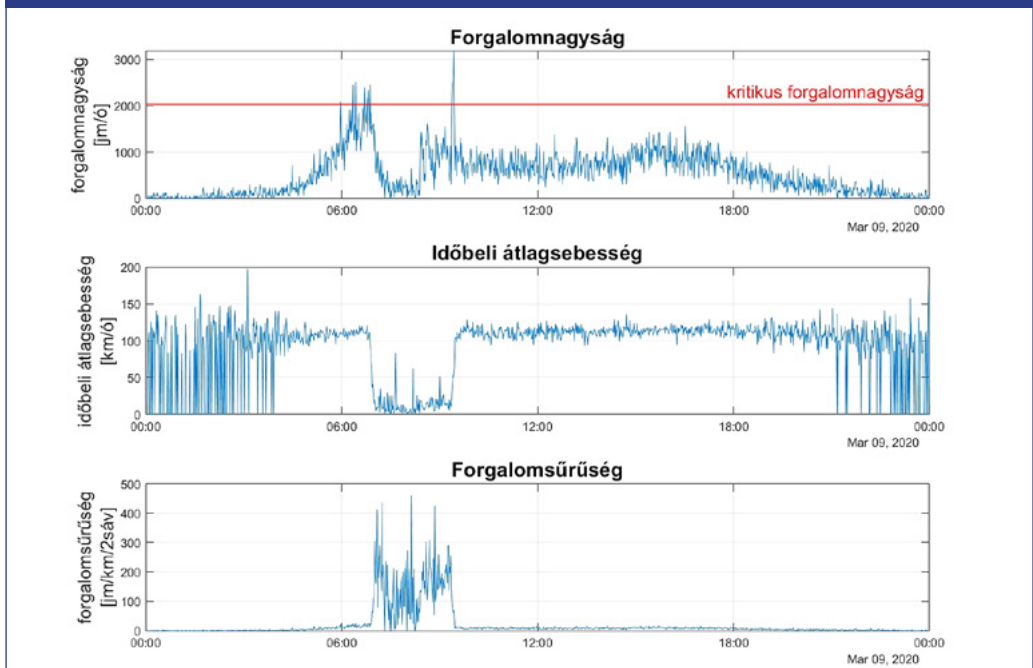 Forgalomnagyság
forgalomnagyság
[jm/ó]
3000
2000
1000
0
kritikus forgalomnagyság
00:00 06:00 12:00 18:00 00:00
Mar 09, 2020
Időbeli átlagsebesség
időbeli átlagsebesség
[km/ó]
200
150
100
50
0
00:00 06:00 12:00 18:00 00:00
Mar 09, 2020
Forgalomsűrűség
forgalomsűrűség
[jm/km/2sáv]
500
400
300
200
100
0
00:00 06:00 12:00 18:00 00:00
Mar 09, 2020